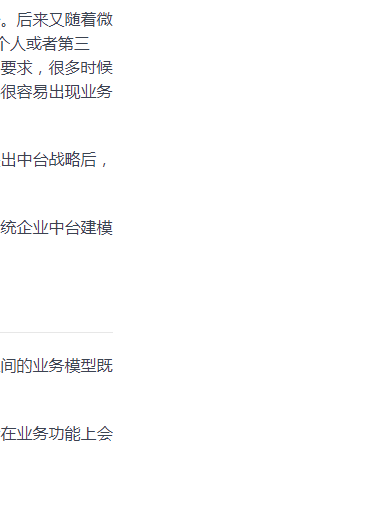 。后来又随着微
个人或者第三
要求，很多时候
很容易出现业务
出中台战略后，
统企业中台建模
间的业务模型既
在业务功能上会